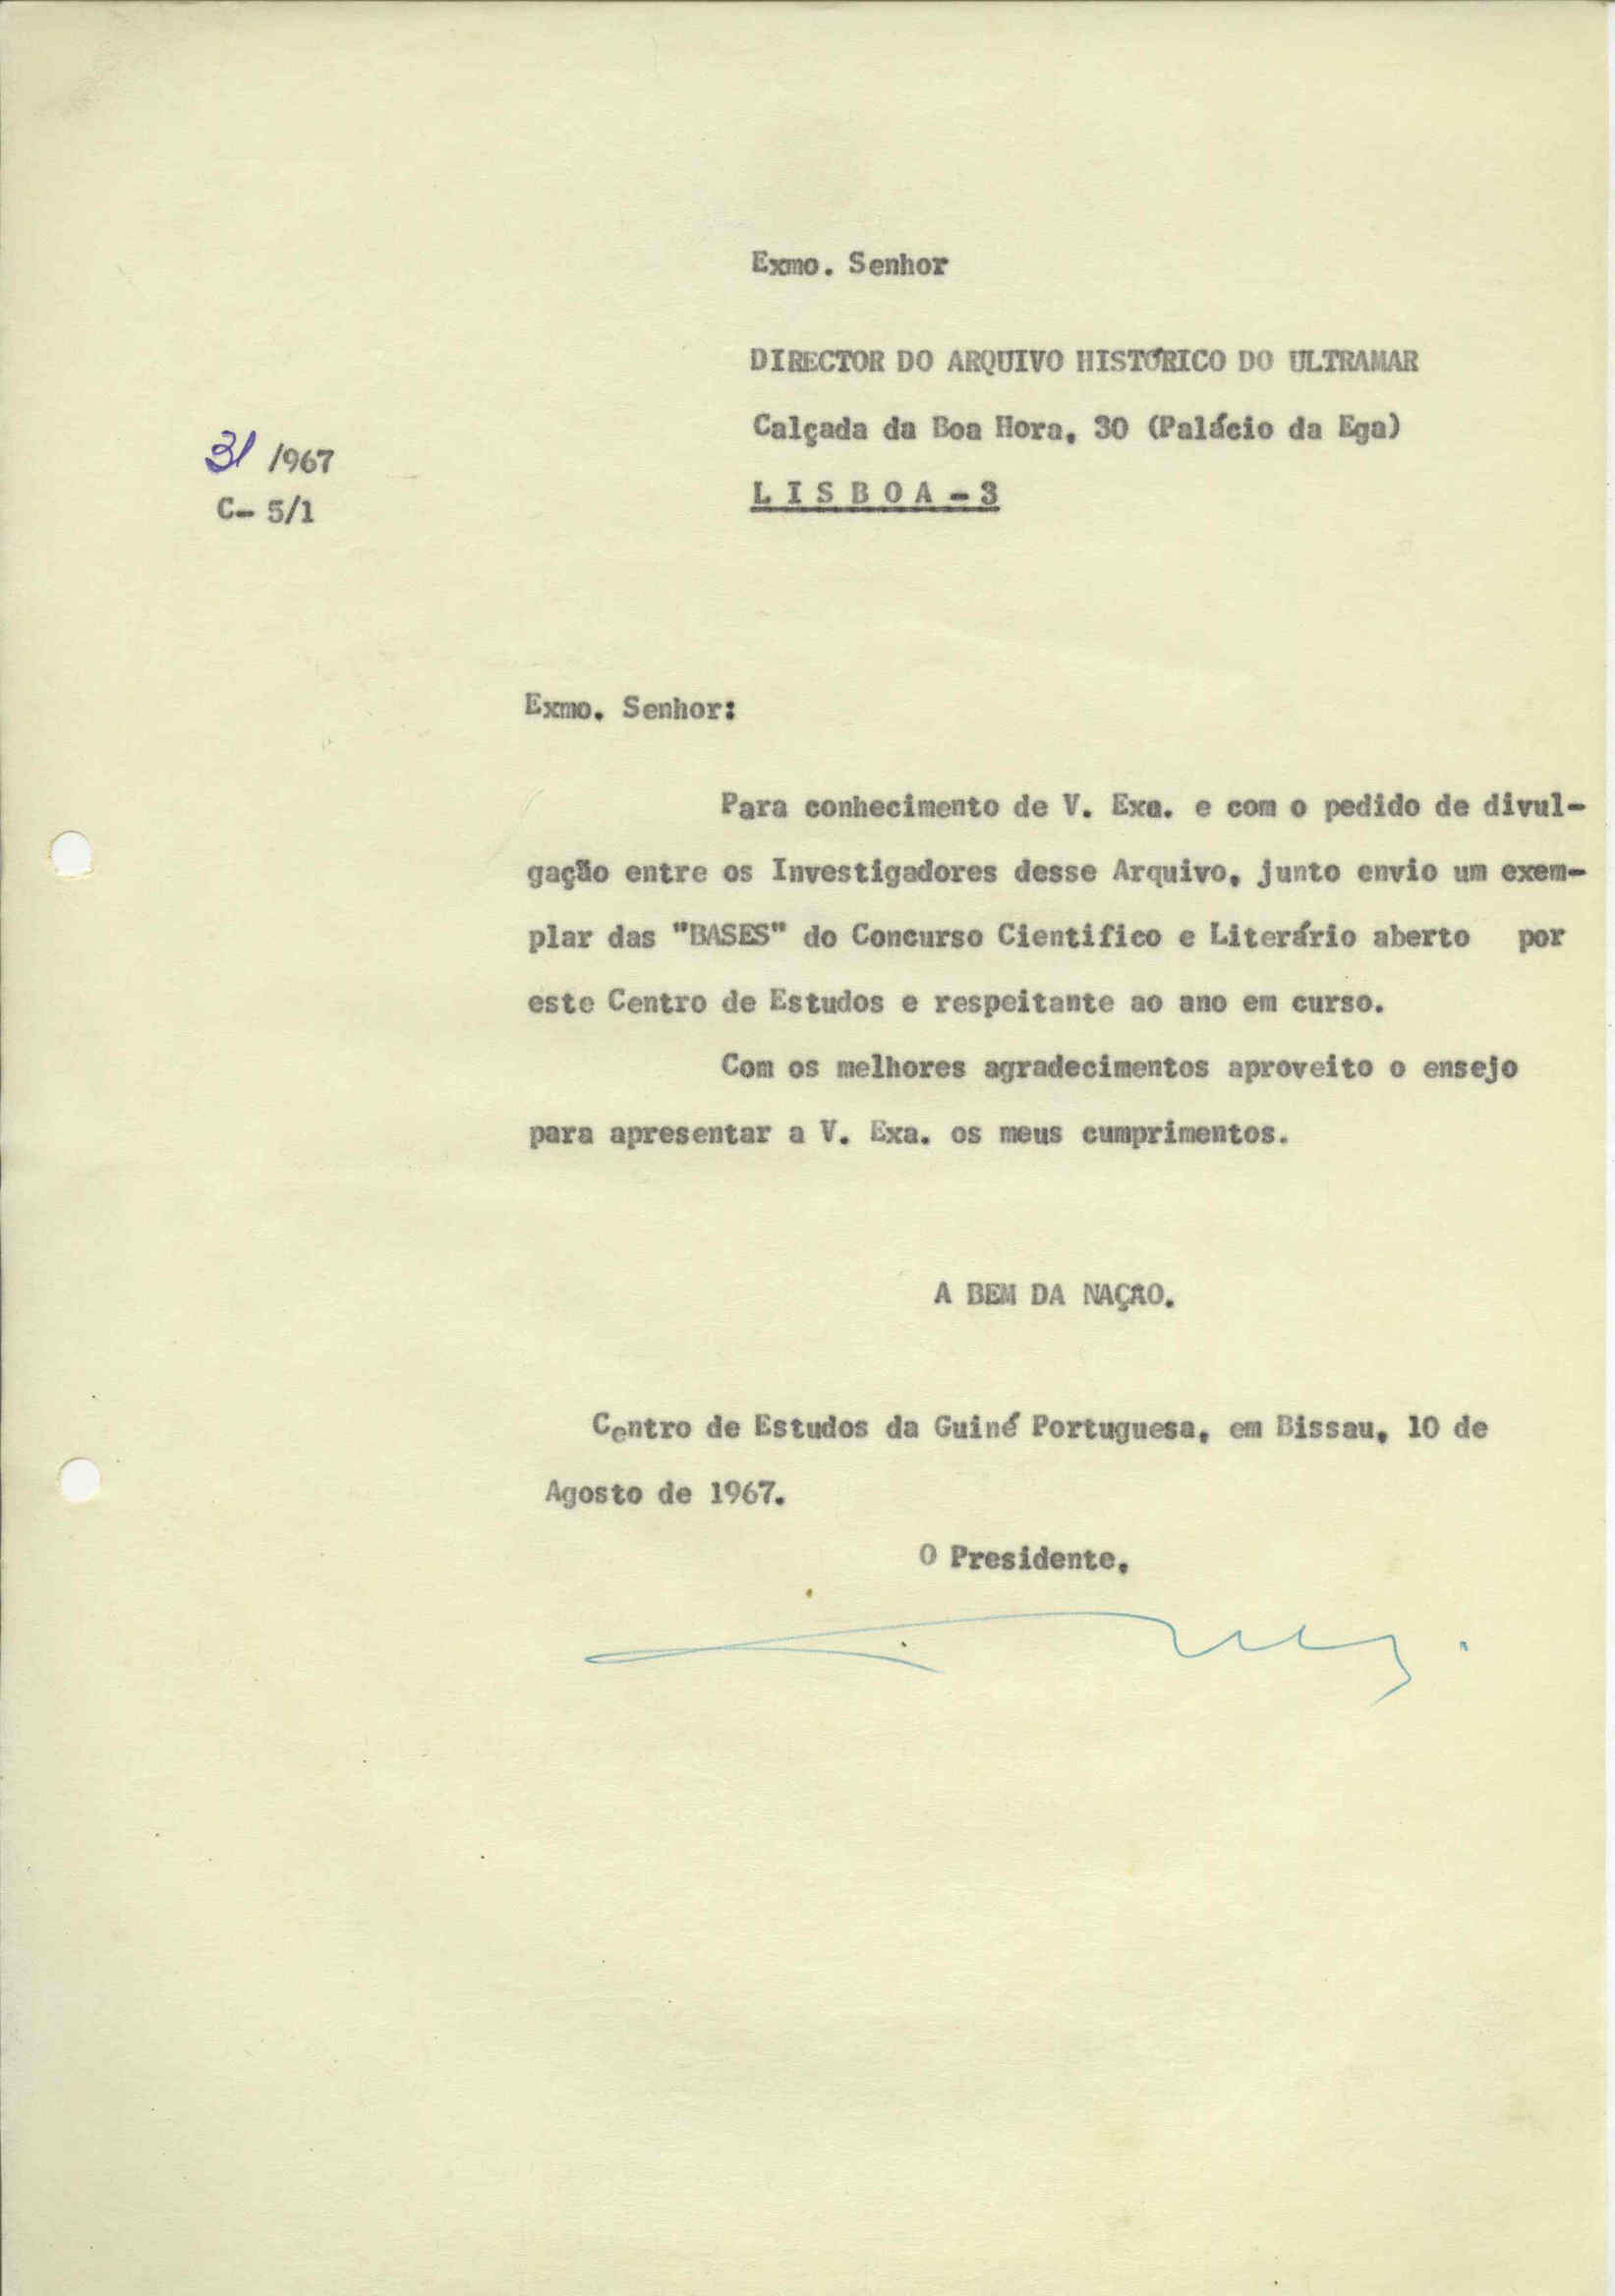 Exmo. Senhor
DIRECTOR DO ARQUIVO HISTÓRICO DO ULTRAMAR
Calçada da Boa Hora, 30 (Palácio da Ega)
L I S B O A - 3
31 /967
C- 5/1
Exmo. Senhor:
Para conhecimento de V. Exa. e com o pedido de divul-
gação entre os Investigadores desse Arquivo, junto envio um exem-
plar das "BASES" do Concurso Cientifico e Literário aberto por
este Centro de Estudos e respeitante ao ano em curso.
Com os melhores agradecimentos aproveito o ensejo
para apresentar a V. Exa. os meus cumprimentos.
A BEM DA NAÇÃO.
Centro de Estudos da Guiné Portuguesa, em Bissau, 10 de
Agosto de 1967.
O Presidente,